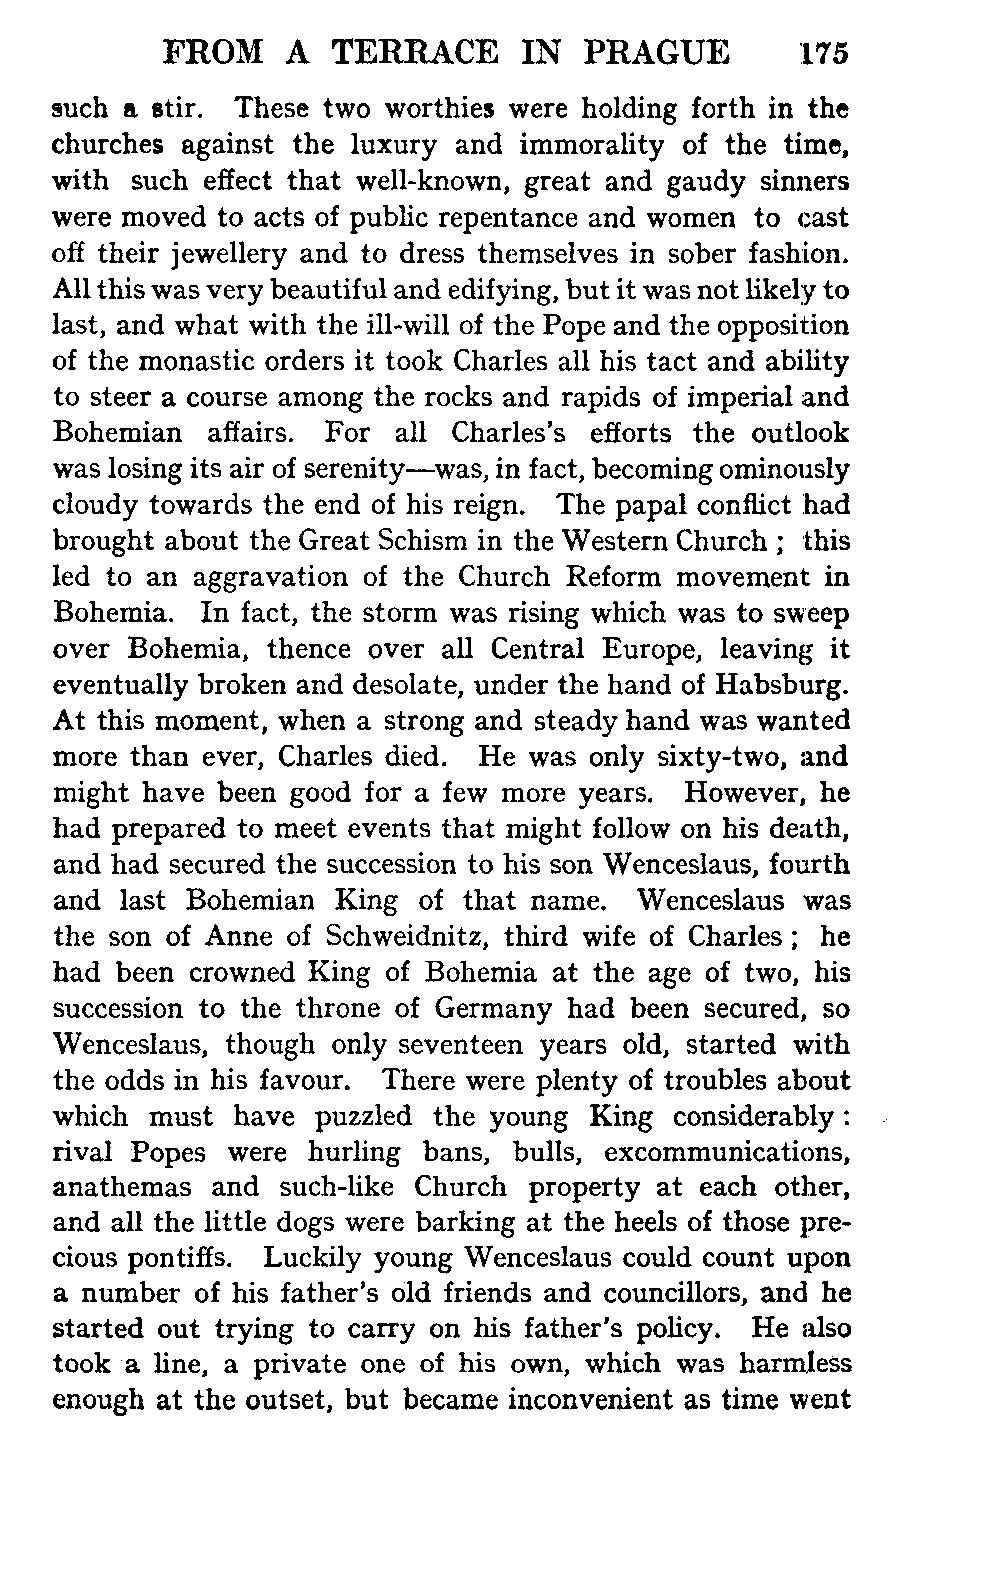 FROM A TERRACE IN PRAGUE 175
such a stir. These two worthies were holding forth in the
churches against the luxury and immorality of the time,
with such effect that well-known, great and gaudy sinners
were moved to acts of public repentance and women to cast
off their jewellery and to dress themselves in sober fashion.
All this was very beautiful and edifying, but it was not likely to
last, and what with the ill-will of the Pope and the opposition
of the monastic orders it took Charles all his tact and ability
to steer a course among the rocks and rapids of imperial and
Bohemian affairs. For all Charles's efforts the outlook
was losing its air of serenity—was, in fact, becoming ominously
cloudy towards the end of his reign. The papal conflict had
brought about the Great Schism in the Western Church ; this
led to an aggravation of the Church Reform movement in
Bohemia. In fact, the storm was rising which was to sweep
over Bohemia, thence over all Central Europe, leaving it
eventually broken and desolate, under the hand of Habsburg.
At this moment, when a strong and steady hand was wanted
more than ever, Charles died. He was only sixty-two, and
might have been good for a few more years. However, he
had prepared to meet events that might follow on his death,
and had secured the succession to his son Wenceslaus, fourth
and last Bohemian King of that name. Wenceslaus was
the son of Anne of Schweidnitz, third wife of Charles ; he
had been crowned King of Bohemia at the age of two, his
succession to the throne of Germany had been secured, so
Wenceslaus, though only seventeen years old, started with
the odds in his favour. There were plenty of troubles about
which must have puzzled the young King considerably :
rival Popes were hurling bans, bulls, excommunications,
anathemas and such-like Church property at each other,
and all the little dogs were barking at the heels of those pre-
cious pontiffs. Luckily young Wenceslaus could count upon
a number of his father's old friends and councillors, and he
started out trying to carry on his father's policy. He also
took a line, a private one of his own, which was harmless
enough at the outset, but became inconvenient as time went